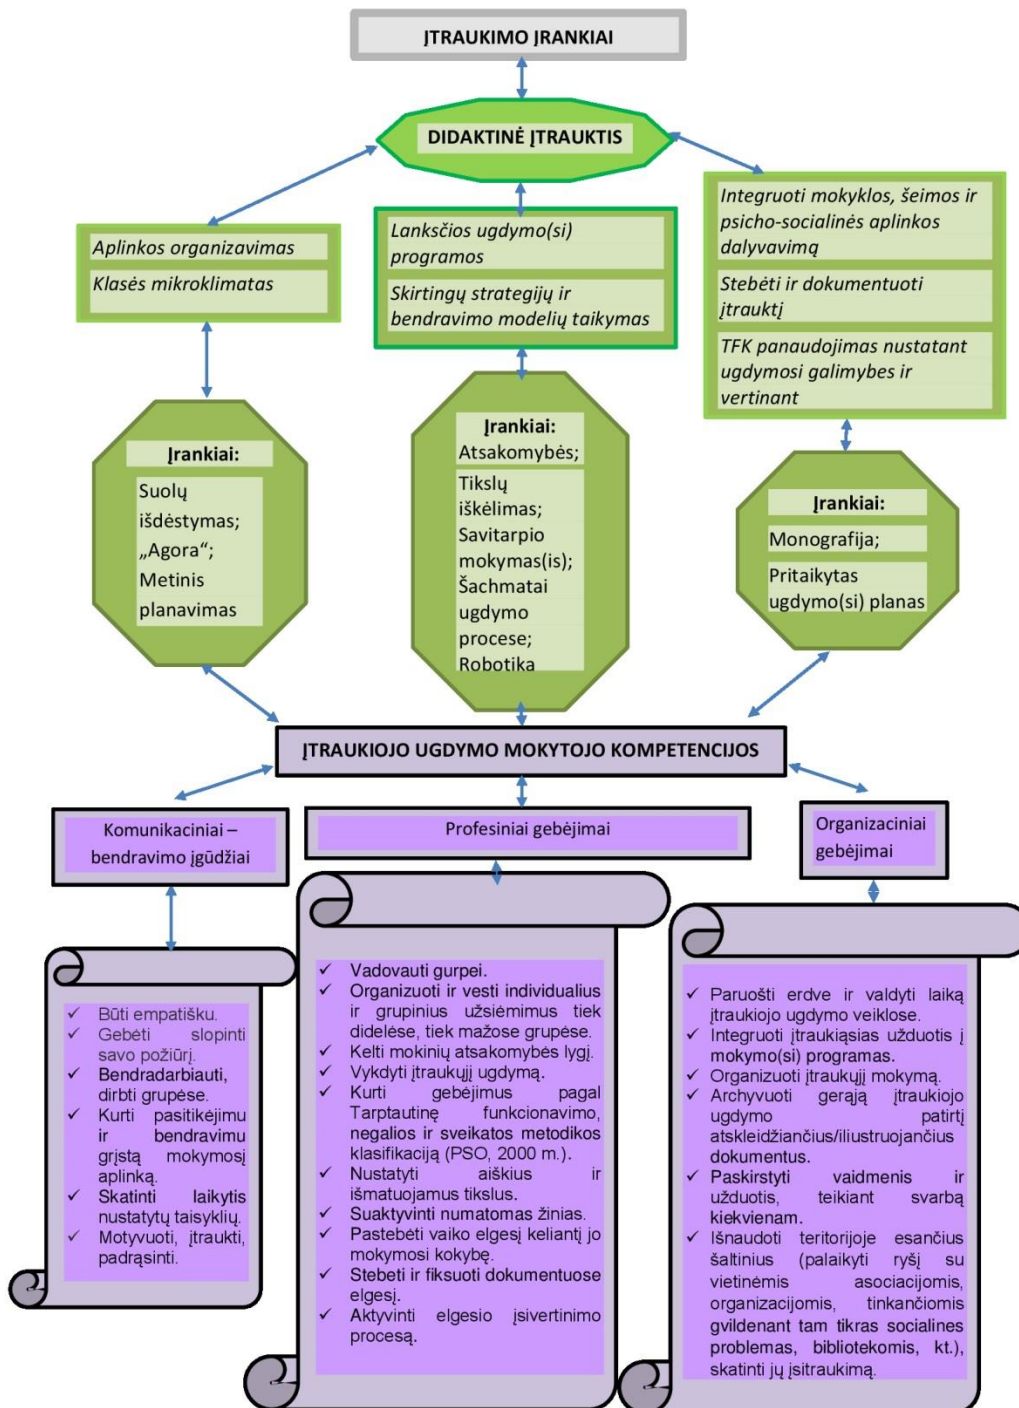 ĮTRAUKIMO ĮRANKIAI
DIDAKTINĖ ĮTRAUKTIS
Aplinkos organizavimas
Klasės mikroklimatas
Lanksčios ugdymo(si)
programos
Skirtingų strategijų ir
bendravimo modelių taikymas
Integruoti mokyklos, šeimos ir
psicho-socialinės aplinkos
dalyvavimą
Stebėti ir dokumentuoti
įtrauktį
TFK panaudojimas nustatant
ugdymosi galimybes ir
vertinant
Įrankiai:
Suolų
išdėstymas;
„Agora“;
Metinis
planavimas
Įrankiai:
Atsakomybės;
Tikslų
iškėlimas;
Savitarpio
mokymas(is);
Šachmatai
ugdymo
procese;
Robotika
Įrankiai:
Monografija;
Pritaikytas
ugdymo(si) planas
ĮTRAUKIOJO UGDYMO MOKYTOJO KOMPETENCIJOS
Komunikaciniai –
bendravimo įgūdžiai
Profesiniai gebėjimai
Organizaciniai
gebėjimai
✓ Būti empatišku.
✓ Gebėti slopinti
savo požiūrį.
✓ Bendradarbiauti,
dirbti grupėse.
✓ Kurti pasitikėjimu
ir bendravimu
grįstą mokymosį
aplinką.
✓ Skatinti laikytis
nustatytų taisyklių.
✓ Motyvuoti, įtraukti,
padrąsinti.
✓ Vadovauti gurpei.
✓ Organizuoti ir vesti individualius
ir grupinius užsiėmimus tiek
didelėse, tiek mažose grupėse.
✓ Kelti mokinių atsakomybės lygį.
✓ Vykdyti įtraukųjį ugdymą.
✓ Kurti gebėjimus pagal
Tarptautinę funkcionavimo,
negalios ir sveikatos metodikos
klasifikaciją (PSO, 2000 m.).
✓ Nustatyti aiškius ir
išmatuojamus tikslus.
✓ Suaktyvinti numatomas žinias.
✓ Pastebėti vaiko elgesį keliantį jo
mokymosi kokybę.
✓ Stebėti ir fiksuoti dokumentuose
elgesį.
✓ Aktyvinti elgesio įsivertinimo
procesą.
✓ Paruošti erdve ir valdyti laiką
įtraukiojo ugdymo veiklose.
✓ Integruoti įtraukiąsias užduotis į
mokymo(si) programas.
✓ Organizuoti įtraukųjį mokymą.
✓ Archyvuoti gerąją įtraukiojo
ugdymo patirtį
atskleidžiančius/iliustruojančius
dokumentus.
✓ Paskirstyti vaidmenis ir
užduotis, teikiant svarbą
kiekvienam.
✓ Išnaudoti teritorijoje esančius
šaltinius (palaikyti ryšį su
vietinėmis asociacijomis,
organizacijomis, tinkančiomis
gvildenant tam tikras socialines
problemas, bibliotekomis, kt.),
skatinti jų įsitraukimą.